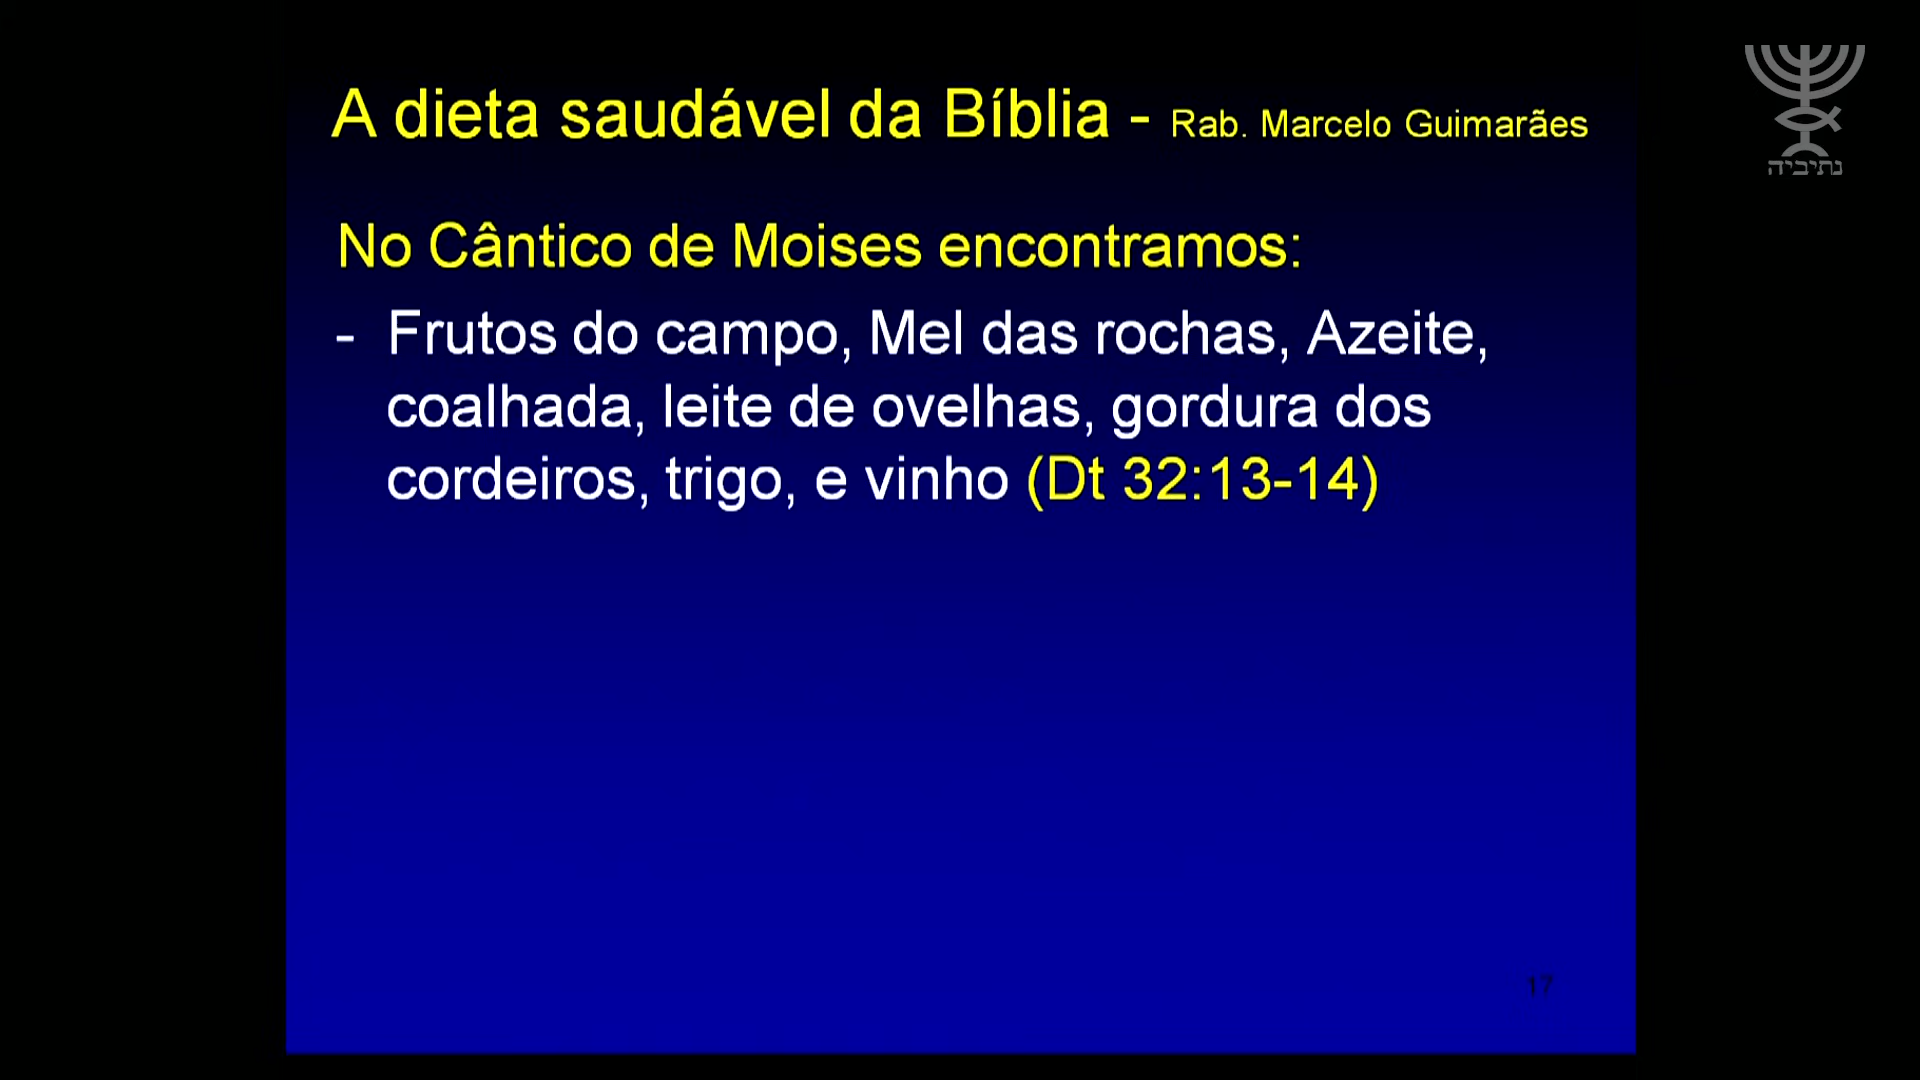 A dieta saudável da Bíblia - Rab. Marcelo Guimarães
נתיביה
No Cântico de Moises encontramos:
- Frutos do campo, Mel das rochas, Azeite,
coalhada, leite de ovelhas, gordura dos
cordeiros, trigo, e vinho (Dt 32:13-14)
17